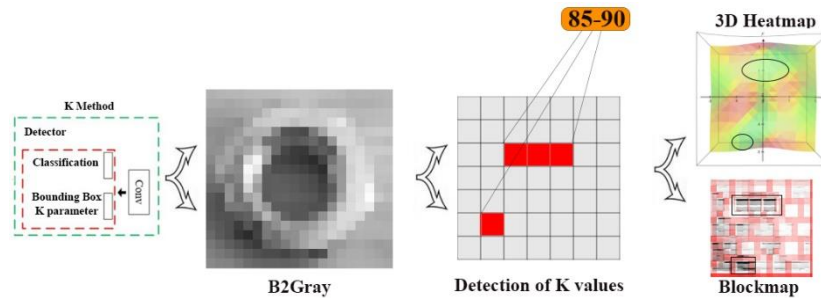 85-90
3D Heatmap
K Method
Detector
Classification
Bounding Box
K parameter
Conv
B2Gray
Detection of K values
Blockmap